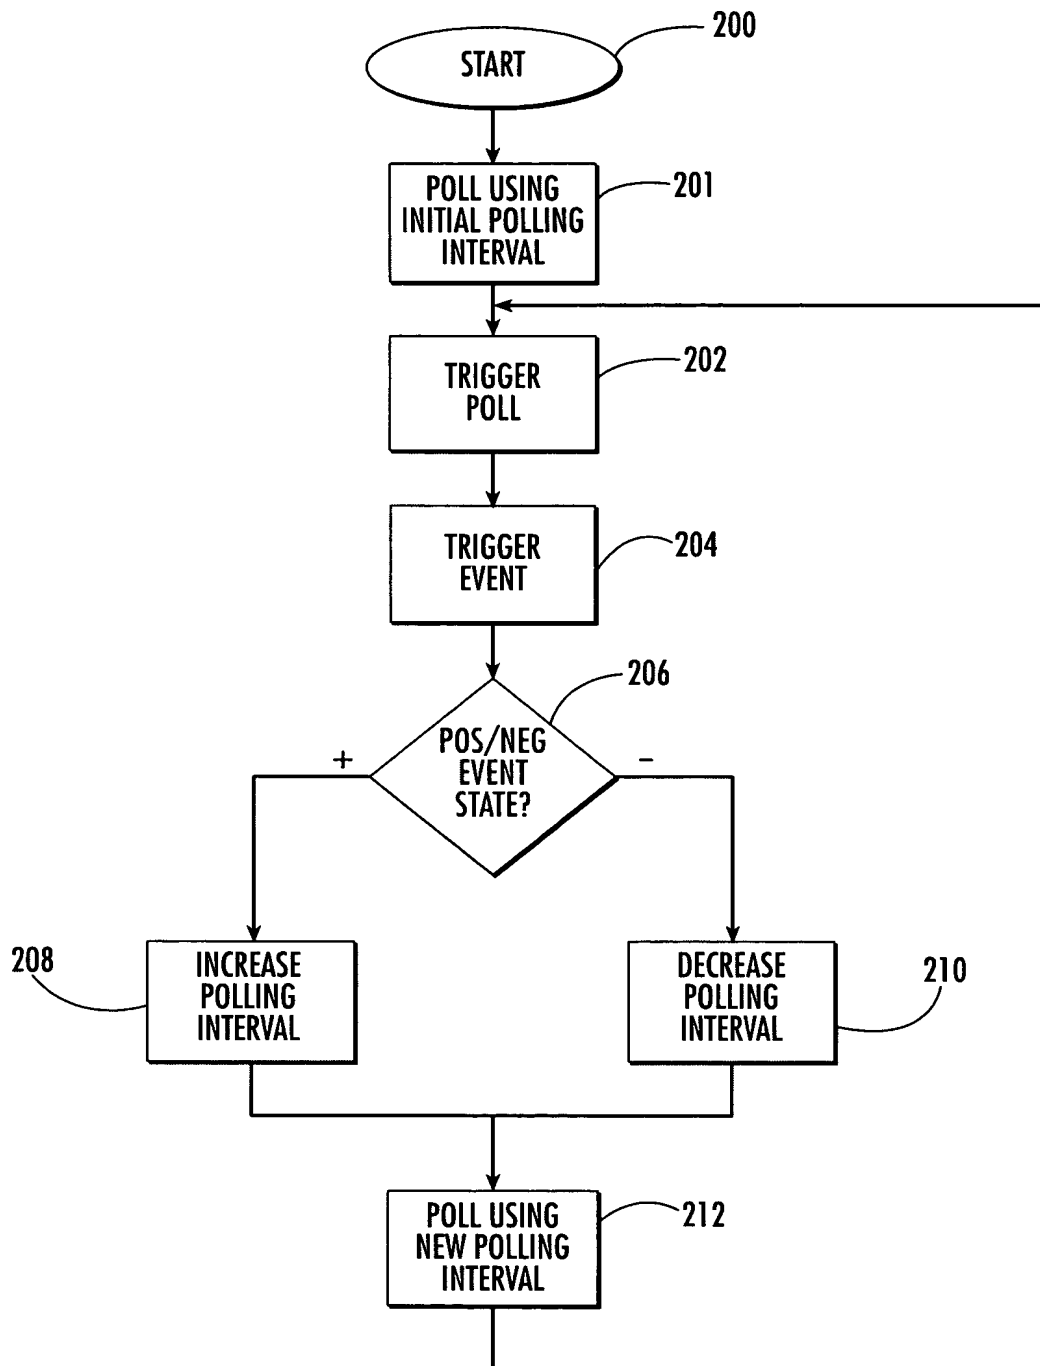 START
200
POLL USING
INITIAL POLLING
INTERVAL
201
TRIGGER
POLL
202
TRIGGER
EVENT
204
POS/NEG
EVENT
STATE?
206
+
-
INCREASE
POLLING
INTERVAL
208
DECREASE
POLLING
INTERVAL
210
POLL USING
NEW POLLING
INTERVAL
212